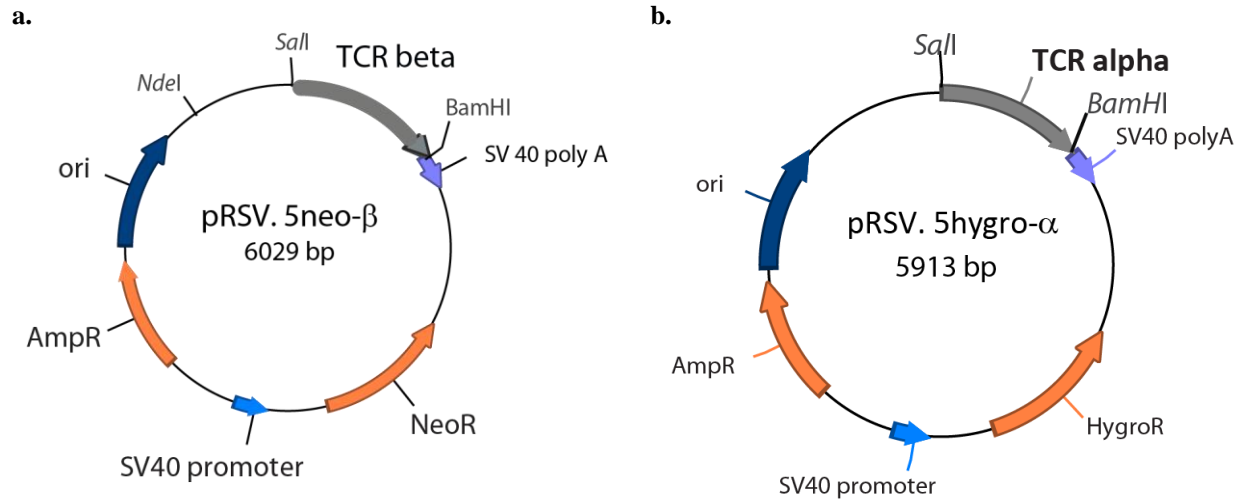 a.
SalI
TCR beta
NdeI
BamHI
SV 40 poly A
ori
pRSV. 5neo-β
6029 bp
AmpR
NeoR
SV40 promoter
b.
SalI
TCR alpha
BamHI
SV40 polyA
ori
pRSV. 5hygro-α
5913 bp
AmpR
HygroR
SV40 promoter